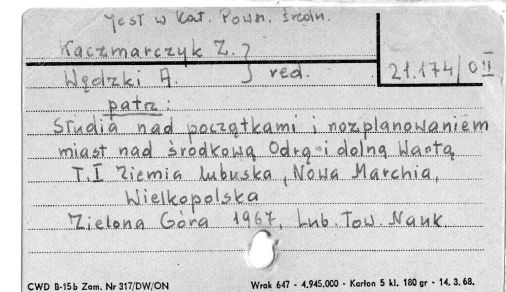 jest w Kat. Pown. średn.
Kaczmarczyk Z. }
Wędzki A. } red.
21.174/O II
patrz:
Studia nad początkami i rozplanowaniem
miast nad środkową Odrą i dolną Wartą
T.I Ziemia lubuska, Nowa Marchia,
Wielkopolska
Zielona Góra 1967, Lub. Tow. Nauk
CWD B-15b Zam. Nr 317/DW/ON
Wrak 647 - 4.945.000 - Karton 5 kl. 180 gr - 14. 3. 68.